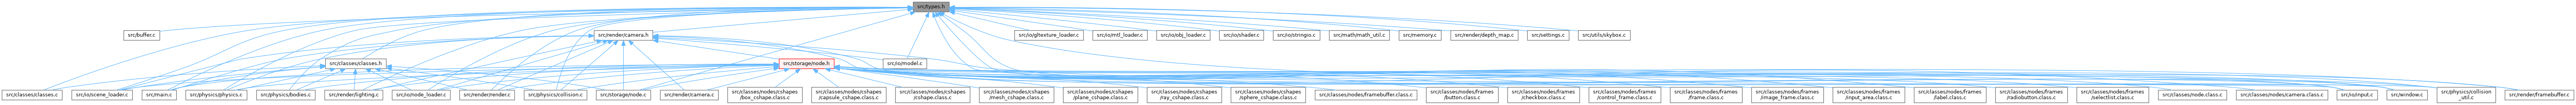 src/types.h
src/buffer.c
src/render/camera.h
src/io/gltexture_loader.c
src/io/mtl_loader.c
src/io/obj_loader.c
src/io/shader.c
src/io/stringio.c
src/math/math_util.c
src/memory.c
src/render/depth_map.c
src/settings.c
src/utils/skybox.c
src/classes/classes.h
src/storage/node.h
src/io/model.c
src/classes/classes.c
src/io/scene_loader.c
src/main.c
src/physics/physics.c
src/physics/bodies.c
src/render/lighting.c
src/io/node_loader.c
src/render/render.c
src/physics/collision.c
src/storage/node.c
src/render/camera.c
src/classes/nodes/cshapes
/box_cshape.class.c
src/classes/nodes/cshapes
/capsule_cshape.class.c
src/classes/nodes/cshapes
/cshape.class.c
src/classes/nodes/cshapes
/mesh_cshape.class.c
src/classes/nodes/cshapes
/plane_cshape.class.c
src/classes/nodes/cshapes
/ray_cshape.class.c
src/classes/nodes/cshapes
/sphere_cshape.class.c
src/classes/nodes/framebuffer.class.c
src/classes/nodes/frames
/button.class.c
src/classes/nodes/frames
/checkbox.class.c
src/classes/nodes/frames
/control_frame.class.c
src/classes/nodes/frames
/frame.class.c
src/classes/nodes/frames
/image_frame.class.c
src/classes/nodes/frames
/input_area.class.c
src/classes/nodes/frames
/label.class.c
src/classes/nodes/frames
/radiobutton.class.c
src/classes/nodes/frames
/selectlist.class.c
src/classes/node.class.c
src/classes/nodes/camera.class.c
src/io/input.c
src/window.c
src/physics/collision
_util.c
src/render/framebuffer.c